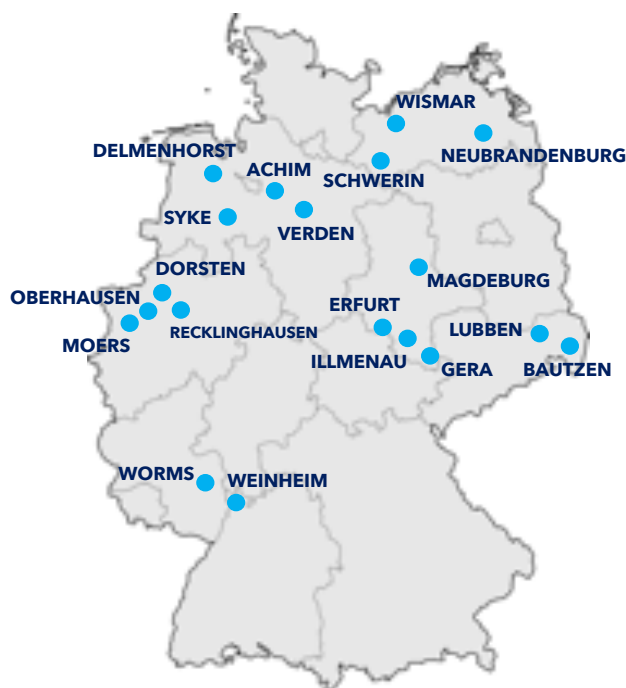 WISMAR
DELMENHORST
NEUBRANDENBURG
ACHIM
SCHWERIN
SYKE
VERDEN
DORSTEN
MAGDEBURG
OBERHAUSEN
ERFURT
RECKLINGHAUSEN
LUBBEN
MOERS
ILLMENAU
GERA
BAUTZEN
WORMS
WEINHEIM